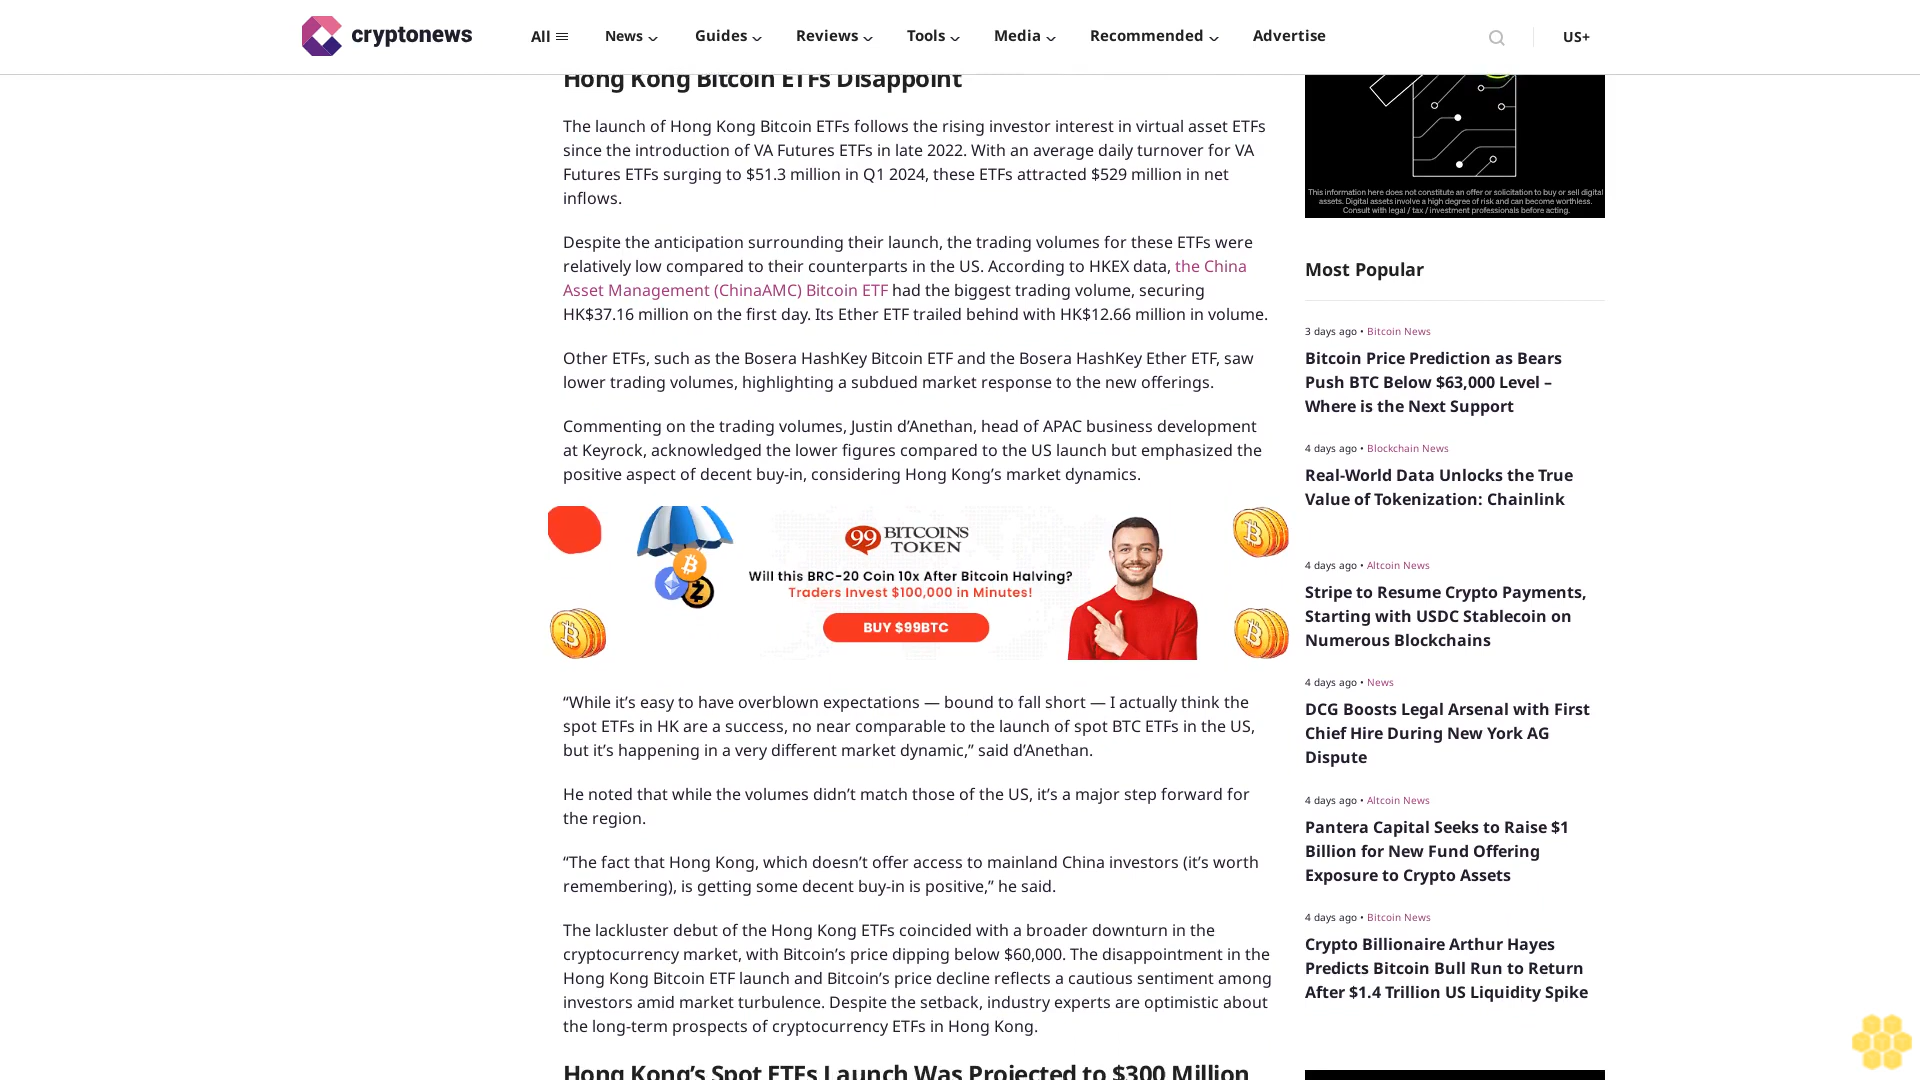 cryptonews
All
News
Guides
Reviews
Tools
Media
Recommended
Advertise
US+
Hong Kong Bitcoin ETFs Disappoint
The launch of Hong Kong Bitcoin ETFs follows the rising investor interest in virtual asset ETFs
since the introduction of VA Futures ETFs in late 2022. With an average daily turnover for VA
Futures ETFs surging to $51.3 million in Q1 2024, these ETFs attracted $529 million in net
inflows.
Despite the anticipation surrounding their launch, the trading volumes for these ETFs were
relatively low compared to their counterparts in the US. According to HKEX data, the China
Asset Management (ChinaAMC) Bitcoin ETF had the biggest trading volume, securing
HK$37.16 million on the first day. Its Ether ETF trailed behind with HK$12.66 million in volume.
Other ETFs, such as the Bosera HashKey Bitcoin ETF and the Bosera HashKey Ether ETF, saw
lower trading volumes, highlighting a subdued market response to the new offerings.
Commenting on the trading volumes, Justin d’Anethan, head of APAC business development
at Keyrock, acknowledged the lower figures compared to the US launch but emphasized the
positive aspect of decent buy-in, considering Hong Kong’s market dynamics.
99 BITCOINS
TOKEN
Will this BRC-20 Coin 10x After Bitcoin Halving?
Traders Invest $100,000 in Minutes!
BUY $99BTC
“While it’s easy to have overblown expectations — bound to fall short — I actually think the
spot ETFs in HK are a success, no near comparable to the launch of spot BTC ETFs in the US,
but it’s happening in a very different market dynamic,” said d’Anethan.
He noted that while the volumes didn’t match those of the US, it’s a major step forward for
the region.
“The fact that Hong Kong, which doesn’t offer access to mainland China investors (it’s worth
remembering), is getting some decent buy-in is positive,” he said.
The lackluster debut of the Hong Kong ETFs coincided with a broader downturn in the
cryptocurrency market, with Bitcoin’s price dipping below $60,000. The disappointment in the
Hong Kong Bitcoin ETF launch and Bitcoin’s price decline reflects a cautious sentiment among
investors amid market turbulence. Despite the setback, industry experts are optimistic about
the long-term prospects of cryptocurrency ETFs in Hong Kong.
Hong Kong’s Spot ETFs Launch Was Projected to $300 Million
This information here does not constitute an offer or solicitation to buy or sell digital
assets. Digital assets involve a high degree of risk and can become worthless.
Consult with legal / tax / investment professionals before acting.
Most Popular
3 days ago • Bitcoin News
Bitcoin Price Prediction as Bears
Push BTC Below $63,000 Level –
Where is the Next Support
4 days ago • Blockchain News
Real-World Data Unlocks the True
Value of Tokenization: Chainlink
4 days ago • Altcoin News
Stripe to Resume Crypto Payments,
Starting with USDC Stablecoin on
Numerous Blockchains
4 days ago • News
DCG Boosts Legal Arsenal with First
Chief Hire During New York AG
Dispute
4 days ago • Altcoin News
Pantera Capital Seeks to Raise $1
Billion for New Fund Offering
Exposure to Crypto Assets
4 days ago • Bitcoin News
Crypto Billionaire Arthur Hayes
Predicts Bitcoin Bull Run to Return
After $1.4 Trillion US Liquidity Spike